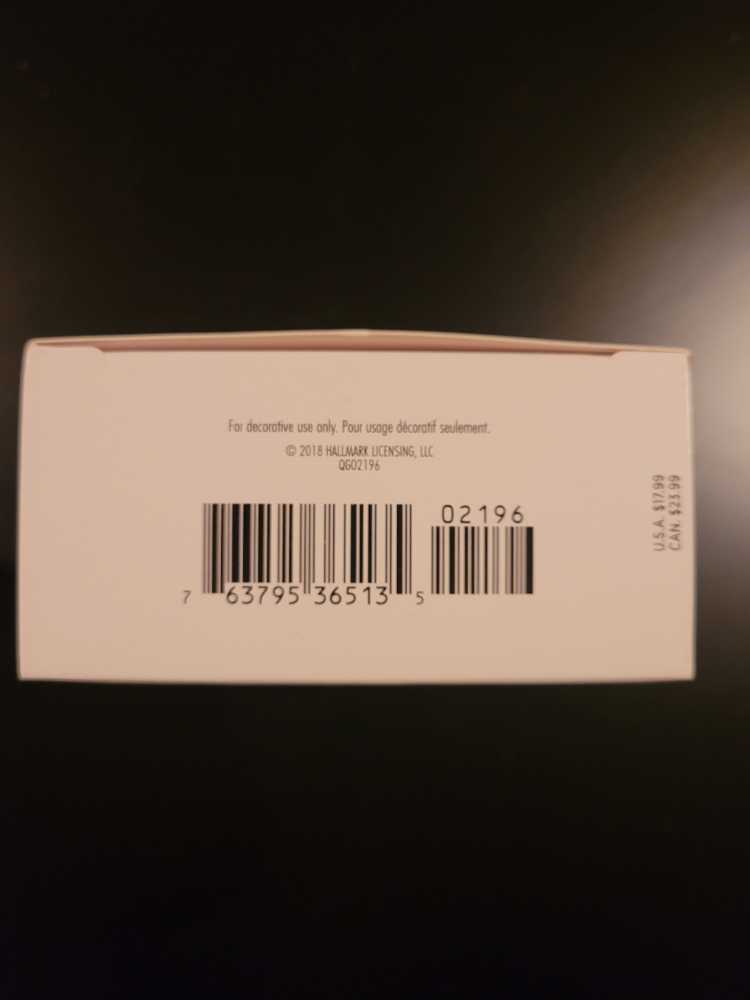 For decorative use only. Pour usage décoratif seulement.
© 2018 HALLMARK LICENSING, LLC
QGO2196
02196
7 63795 36513 5
U.S.A. $17.99
CAN. $23.99